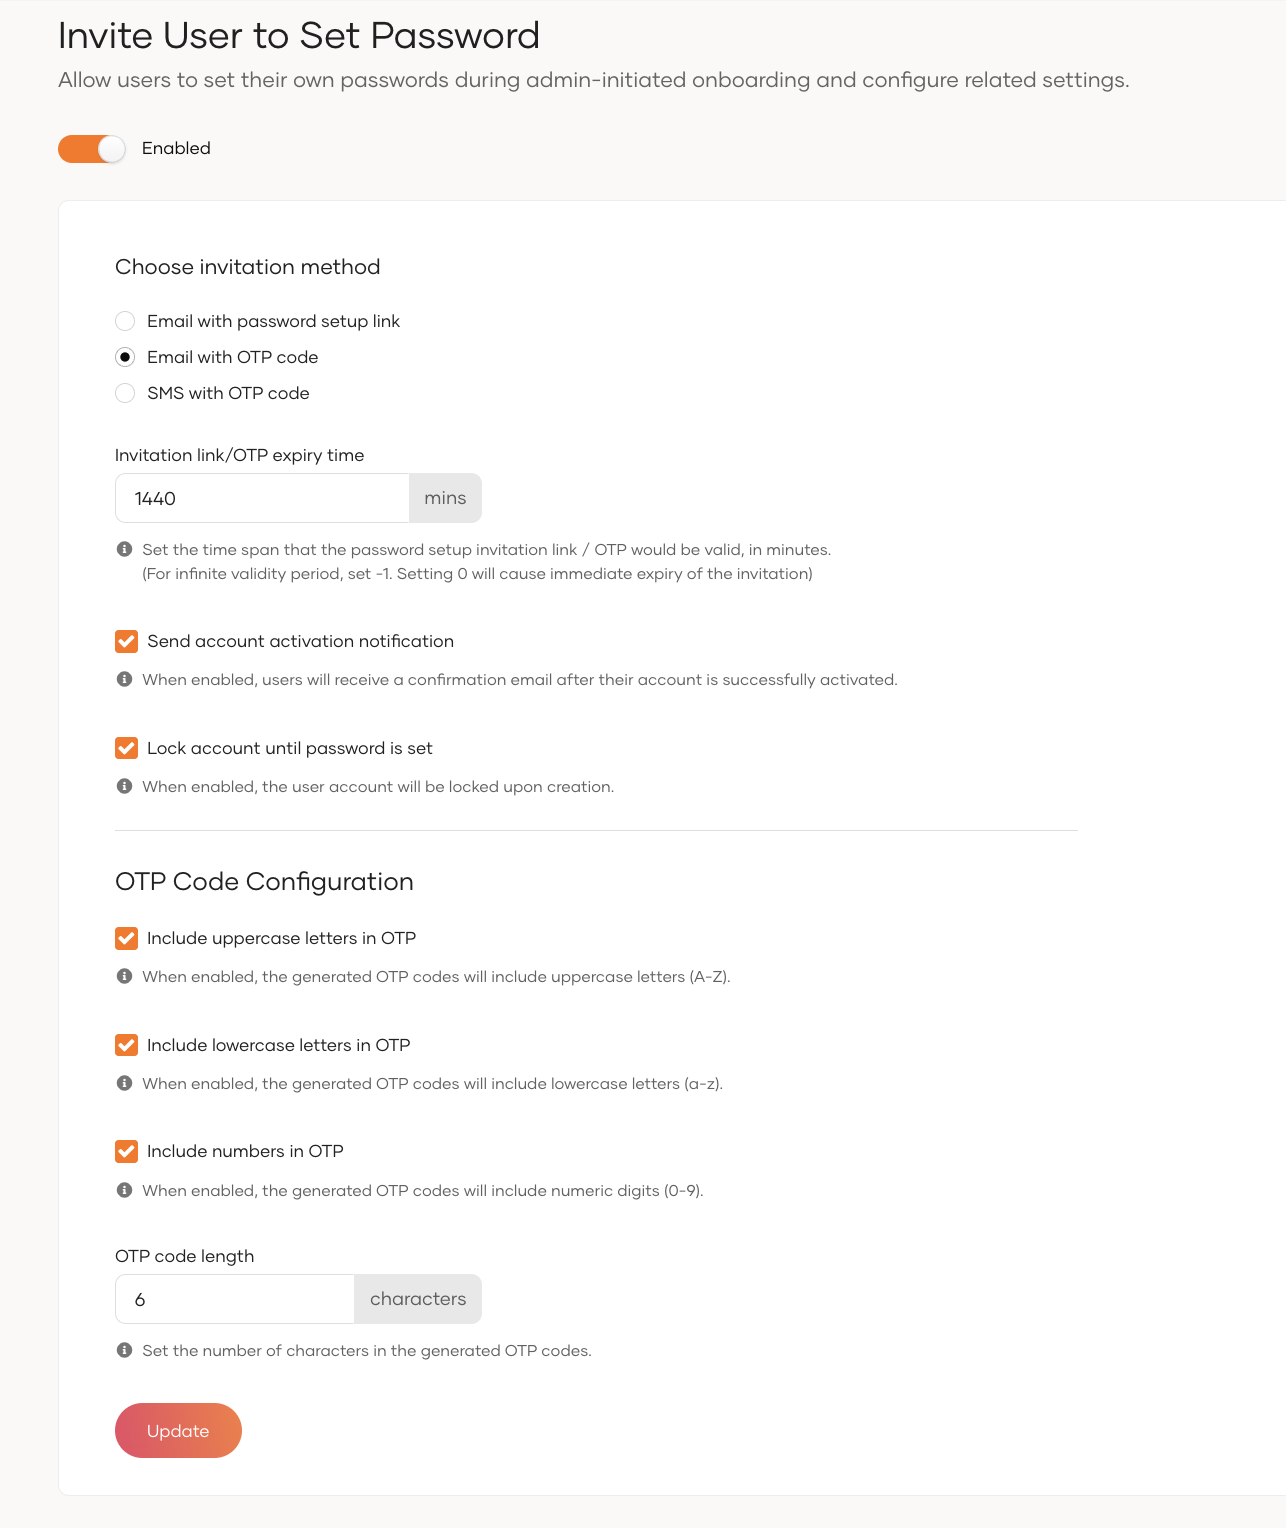 Invite User to Set Password
Allow users to set their own passwords during admin-initiated onboarding and configure related settings.
Enabled
Choose invitation method
Email with password setup link
Email with OTP code
SMS with OTP code
Invitation link/OTP expiry time
1440 mins
Set the time span that the password setup invitation link / OTP would be valid, in minutes.
(For infinite validity period, set -1. Setting 0 will cause immediate expiry of the invitation)
Send account activation notification
When enabled, users will receive a confirmation email after their account is successfully activated.
Lock account until password is set
When enabled, the user account will be locked upon creation.
OTP Code Configuration
Include uppercase letters in OTP
When enabled, the generated OTP codes will include uppercase letters (A-Z).
Include lowercase letters in OTP
When enabled, the generated OTP codes will include lowercase letters (a-z).
Include numbers in OTP
When enabled, the generated OTP codes will include numeric digits (0-9).
OTP code length
6 characters
Set the number of characters in the generated OTP codes.
Update